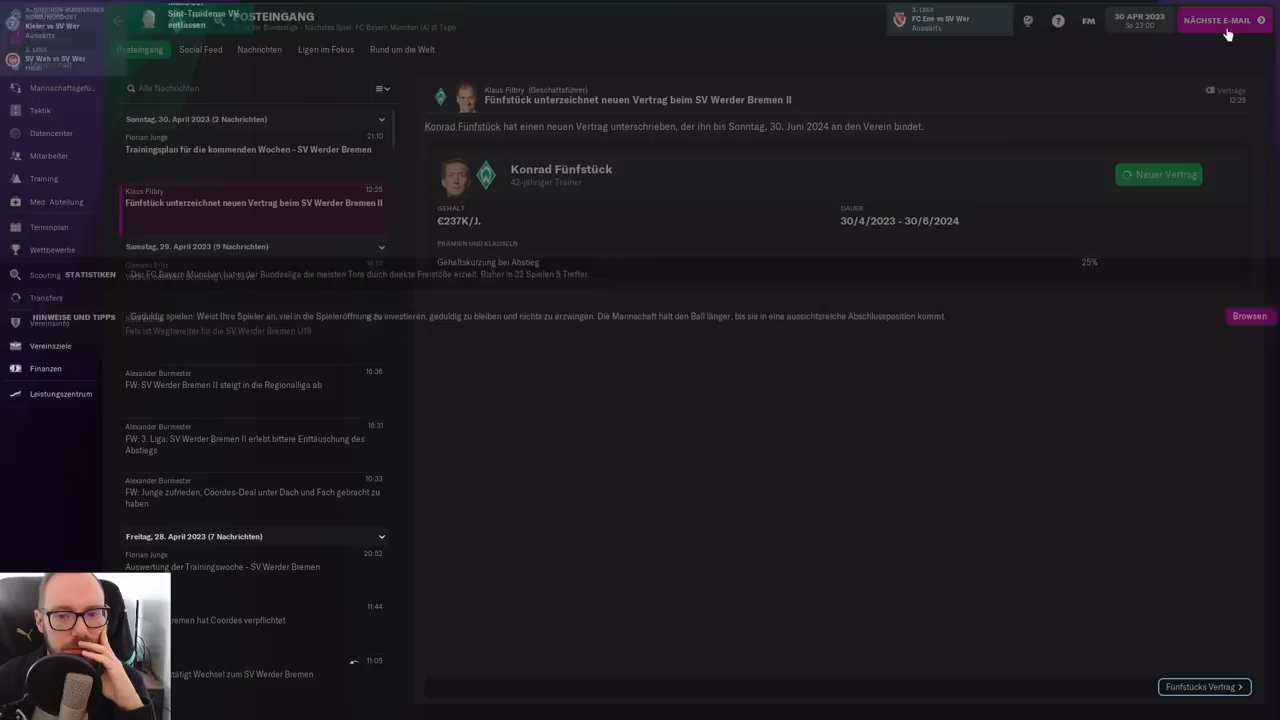 Kieler vs SV Wer
Auswärts
3. LIGA
SV Weh vs SV Wer
Heim
Sint-Truidense VV
entlassen
POSTEINGANG
in der Bundesliga - Nächstes Spiel: FC Bayern München (A) (6 Tage)
3. LIGA
FC Ene vs SV Wer
Auswärts
FM
30 APR 2023
So 23:00
NÄCHSTE E-MAIL
Posteingang
Social Feed
Nachrichten
Ligen im Fokus
Rund um die Welt
Mannschaftsgefü...
Taktik
Datencenter
Mitarbeiter
Training
Med. Abteilung
Terminplan
Wettbewerbe
Scouting
Transfers
Vereinsinfo
Vereinsziele
Finanzen
Leistungszentrum
Alle Nachrichten
Sonntag, 30. April 2023 (2 Nachrichten)
Florian Junge
21:10
Trainingsplan für die kommenden Wochen - SV Werder Bremen
Klaus Filbry
12:25
Fünfstück unterzeichnet neuen Vertrag beim SV Werder Bremen II
Samstag, 29. April 2023 (5 Nachrichten)
Clemens Fritz
16:57
Fels ist Wegbereiter für die SV Werder Bremen U19
Alexander Burmester
16:36
FW: SV Werder Bremen II steigt in die Regionalliga ab
Alexander Burmester
16:31
FW: 3. Liga: SV Werder Bremen II erlebt bittere Enttäuschung des
Abstiegs
Alexander Burmester
10:33
FW: Junge zufrieden, Coordes-Deal unter Dach und Fach gebracht zu
haben
Freitag, 28. April 2023 (7 Nachrichten)
Florian Junge
20:52
Auswertung der Trainingswoche - SV Werder Bremen
11:44
remen hat Coordes verpflichtet
11:05
stätigt Wechsel zum SV Werder Bremen
Klaus Filbry (Geschäftsführer)
Fünfstück unterzeichnet neuen Vertrag beim SV Werder Bremen II
Verträge
12:25
Konrad Fünfstück hat einen neuen Vertrag unterschrieben, der ihn bis Sonntag, 30. Juni 2024 an den Verein bindet.
Konrad Fünfstück
42-jähriger Trainer
Neuer Vertrag
GEHALT
€237K/J.
DAUER
30/4/2023 - 30/6/2024
PRÄMIEN UND KLAUSELN
Gehaltskürzung bei Abstieg
25%
STATISTIKEN
Der FC Bayern München hat in der Bundesliga die meisten Tore durch direkte Freistöße erzielt. Bisher in 32 Spielen 5 Treffer.
HINWEISE UND TIPPS
Geduldig spielen: Weist Ihre Spieler an, viel in die Spieleröffnung zu investieren, geduldig zu bleiben und nichts zu erzwingen. Die Mannschaft hält den Ball länger, bis sie in eine aussichtsreiche Abschlussposition kommt.
Browsen
Fünfstücks Vertrag